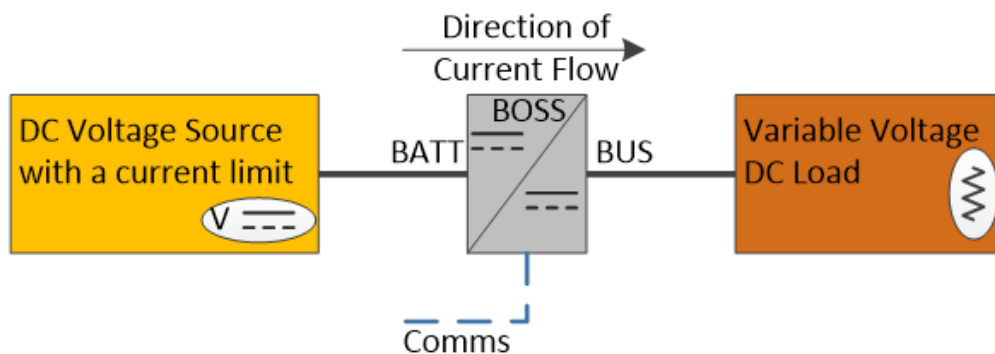 Direction of
Current Flow
DC Voltage Source
with a current limit
V
BATT
BOSS
BUS
Variable Voltage
DC Load
Comms